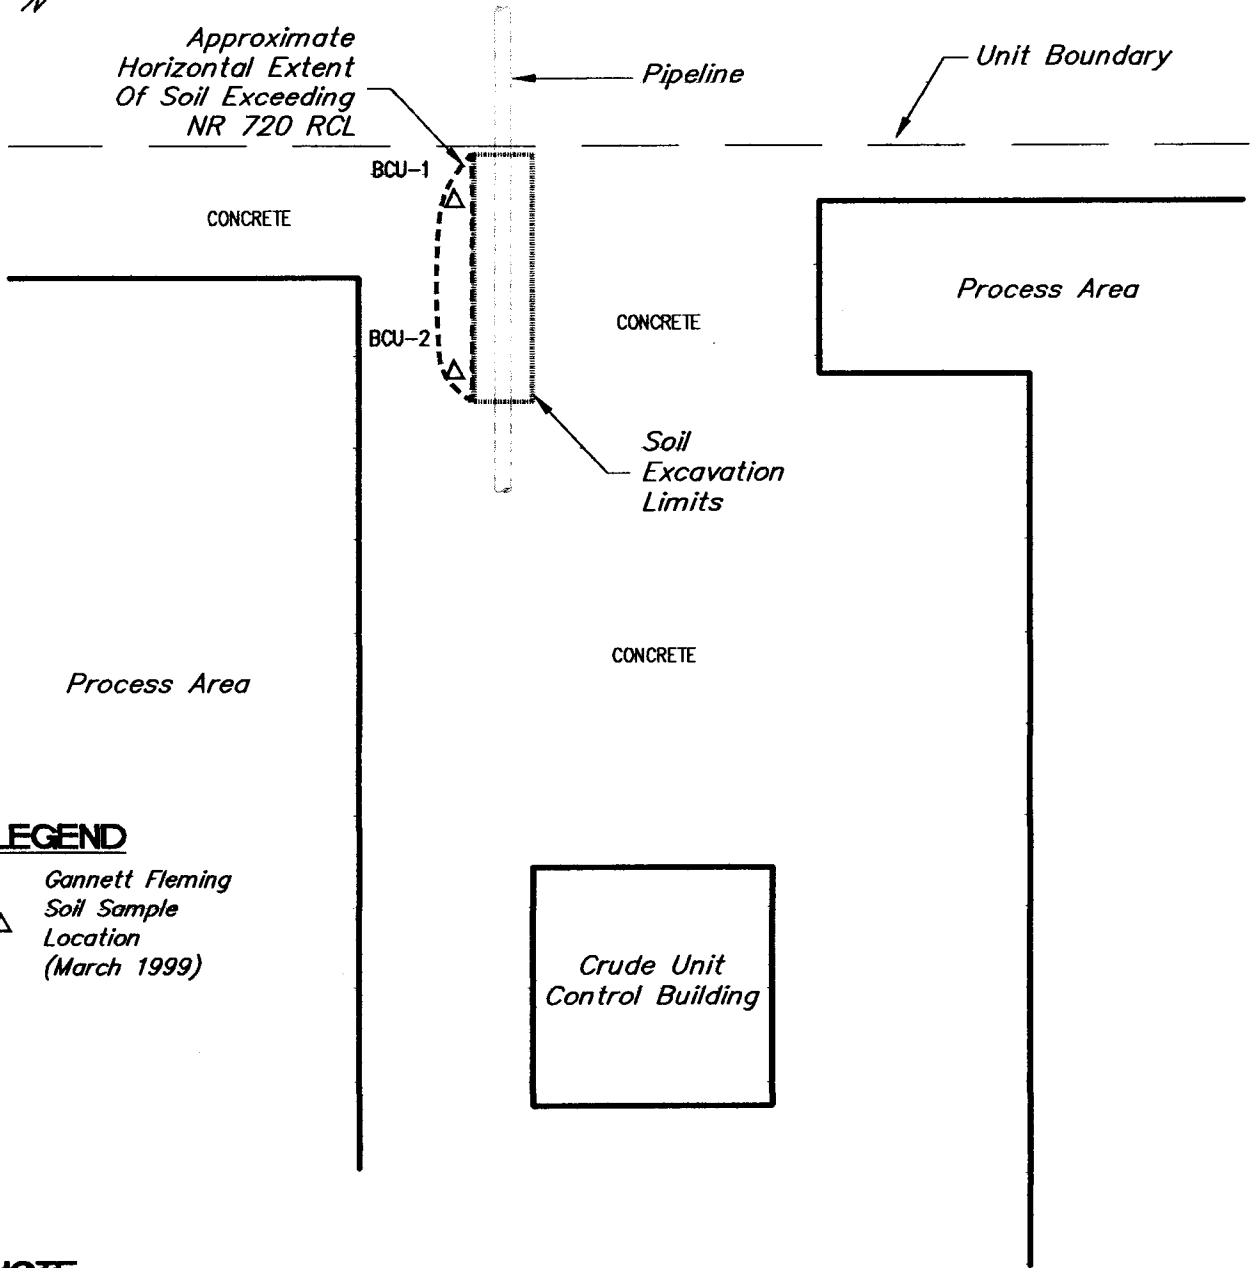 N
Approximate
Horizontal Extent
Of Soil Exceeding
NR 720 RCL
Pipeline
Unit Boundary
BCU-1
CONCRETE
Process Area
CONCRETE
BCU-2
Soil
Excavation
Limits
CONCRETE
Process Area
LEGEND
Gannett Fleming
Soil Sample
Location
(March 1999)
Crude Unit
Control Building
NOTE